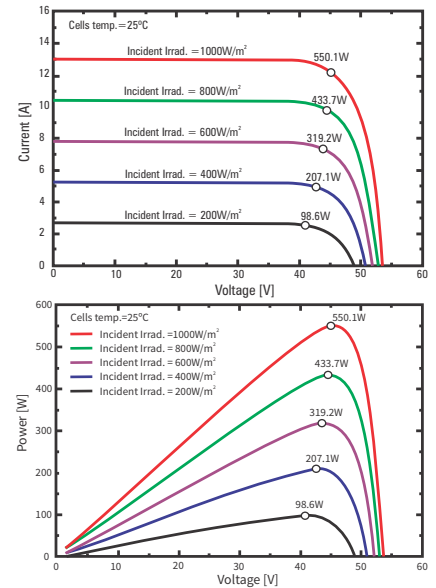 16
14
12
10
8
6
4
2
0
Current [A]
Cells temp.=25°C
Incident Irrad. = 1000W/m²
550.1W
Incident Irrad. = 800W/m²
433.7W
Incident Irrad. = 600W/m²
319.2W
Incident Irrad. = 400W/m²
207.1W
Incident Irrad. = 200W/m²
98.6W
0 10 20 30 40 50 60
Voltage [V]
600
500
400
300
200
100
0
Power [W]
Cells temp.=25°C
Incident Irrad. =1000W/m²
Incident Irrad. = 800W/m²
Incident Irrad. = 600W/m²
Incident Irrad. = 400W/m²
Incident Irrad. = 200W/m²
550.1W
433.7W
319.2W
207.1W
98.6W
0 10 20 30 40 50 60
Voltage [V]